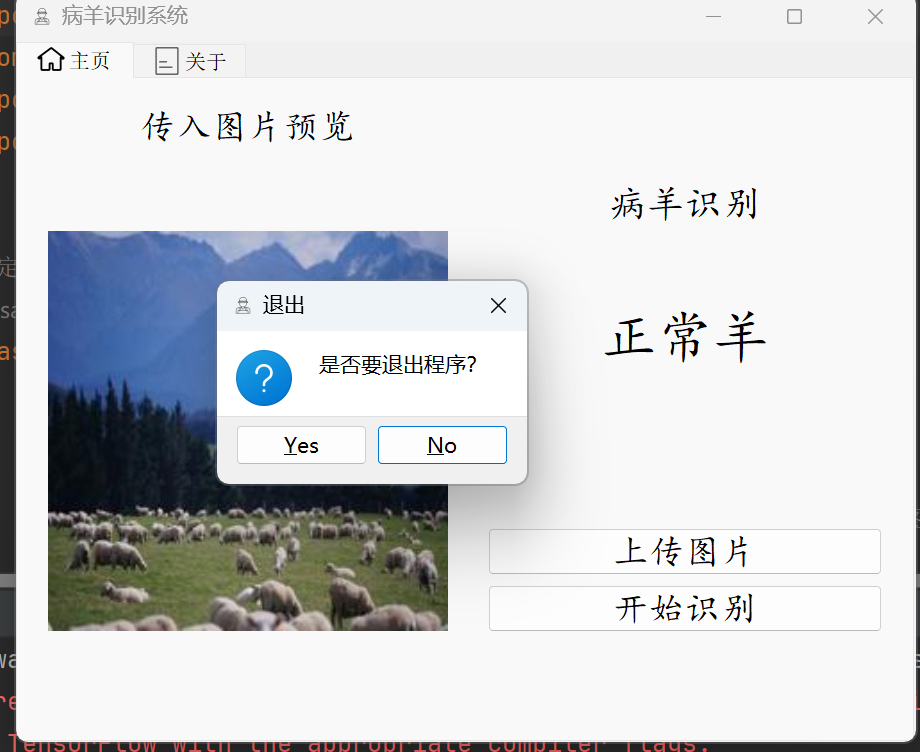 病羊识别系统
主页
关于
传入图片预览
病羊识别
退出
正常羊
是否要退出程序?
Yes
No
上传图片
开始识别
TensorFlow with the appropriate compiler flags.